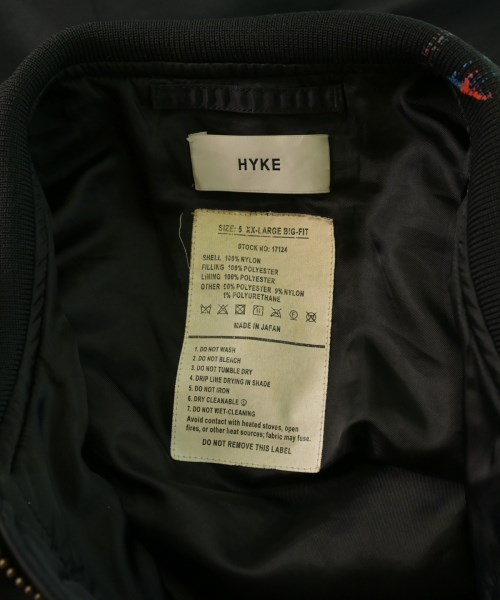 HYKE
SIZE: S XX-LARGE BIG-FIT
STOCK NO: 17124
SHELL 100% NYLON
FILLING 100% POLYESTER
LINING 100% POLYESTER
OTHER 90% POLYESTER 9% NYLON
1% POLYURETHANE
MADE IN JAPAN
1. DO NOT WASH
2. DO NOT BLEACH
3. DO NOT TUMBLE DRY
4. DRIP LINE DRYING IN SHADE
5. DO NOT IRON
6. DRY CLEANABLE Ⓟ
7. DO NOT WET-CLEANING
Avoid contact with heated stoves, open
fires, or other heat sources; fabric may fuse.
DO NOT REMOVE THIS LABEL